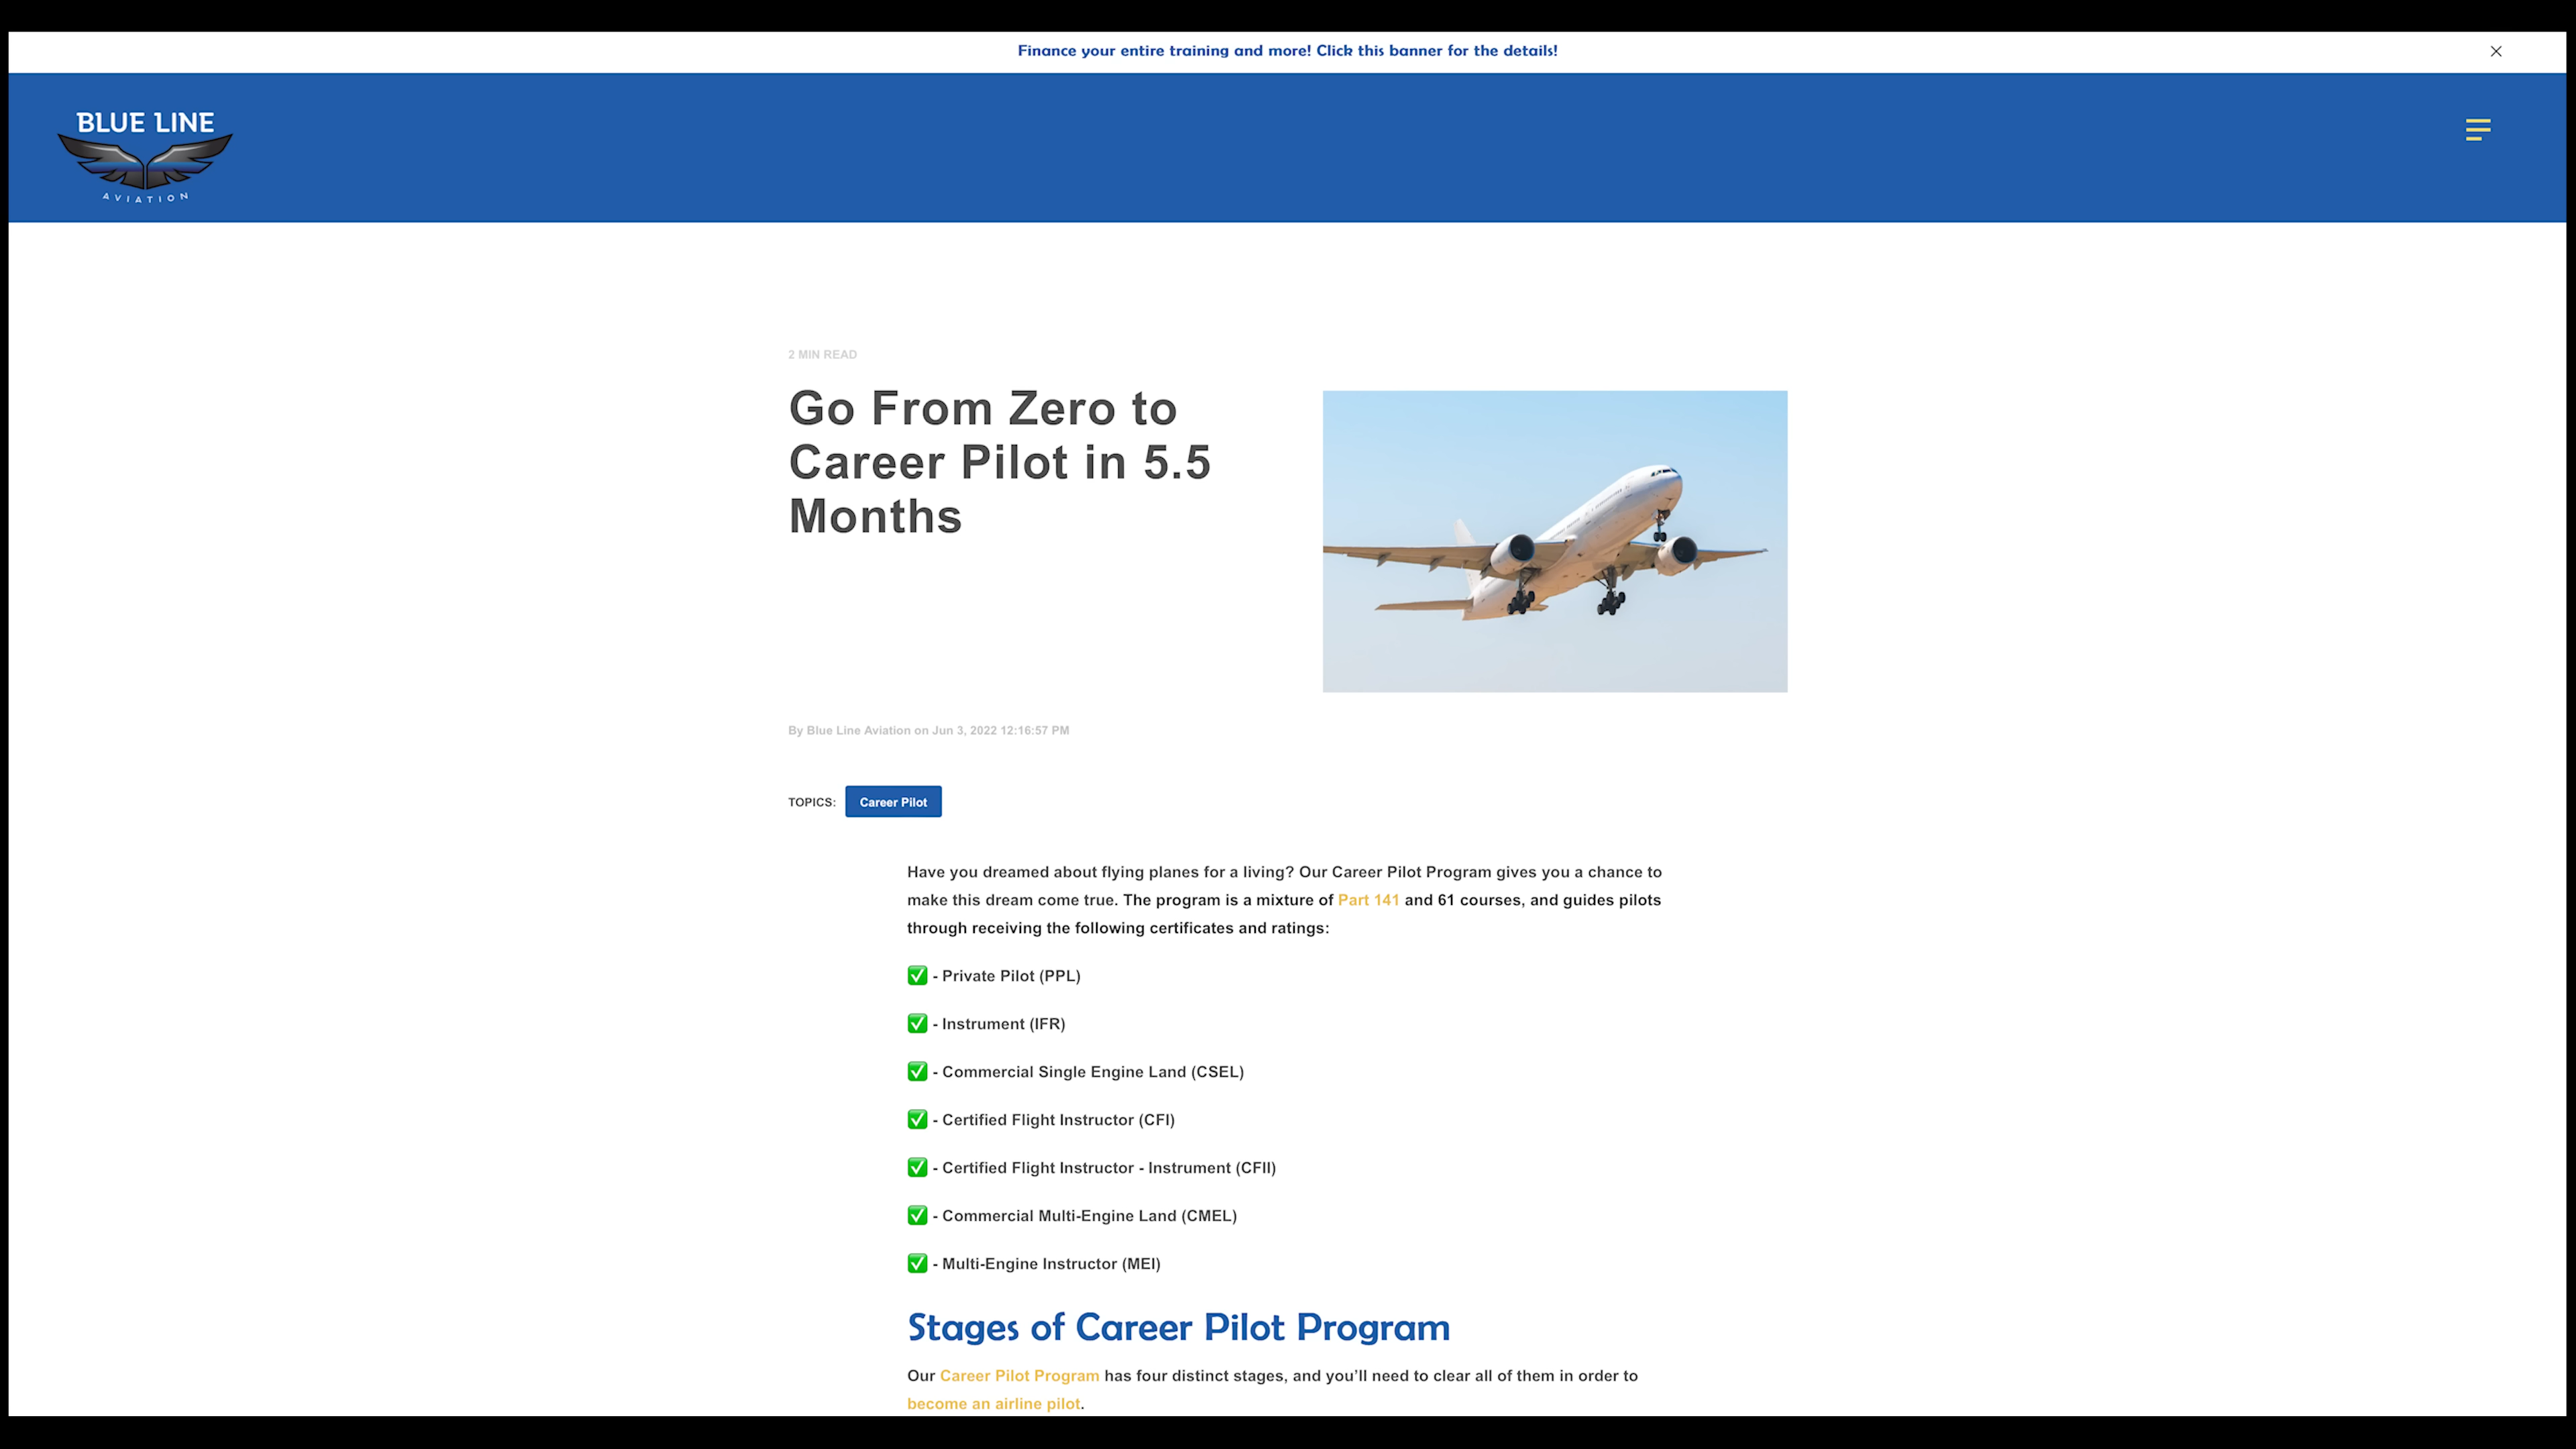 Finance your entire training and more! Click this banner for the details!
BLUE LINE
AVIATION
2 MIN READ
Go From Zero to
Career Pilot in 5.5
Months
By Blue Line Aviation on Jun 3, 2022 12:16:57 PM
TOPICS: Career Pilot
Have you dreamed about flying planes for a living? Our Career Pilot Program gives you a chance to
make this dream come true. The program is a mixture of Part 141 and 61 courses, and guides pilots
through receiving the following certificates and ratings:
✅ - Private Pilot (PPL)
✅ - Instrument (IFR)
✅ - Commercial Single Engine Land (CSEL)
✅ - Certified Flight Instructor (CFI)
✅ - Certified Flight Instructor - Instrument (CFII)
✅ - Commercial Multi-Engine Land (CMEL)
✅ - Multi-Engine Instructor (MEI)
Stages of Career Pilot Program
Our Career Pilot Program has four distinct stages, and you’ll need to clear all of them in order to
become an airline pilot.